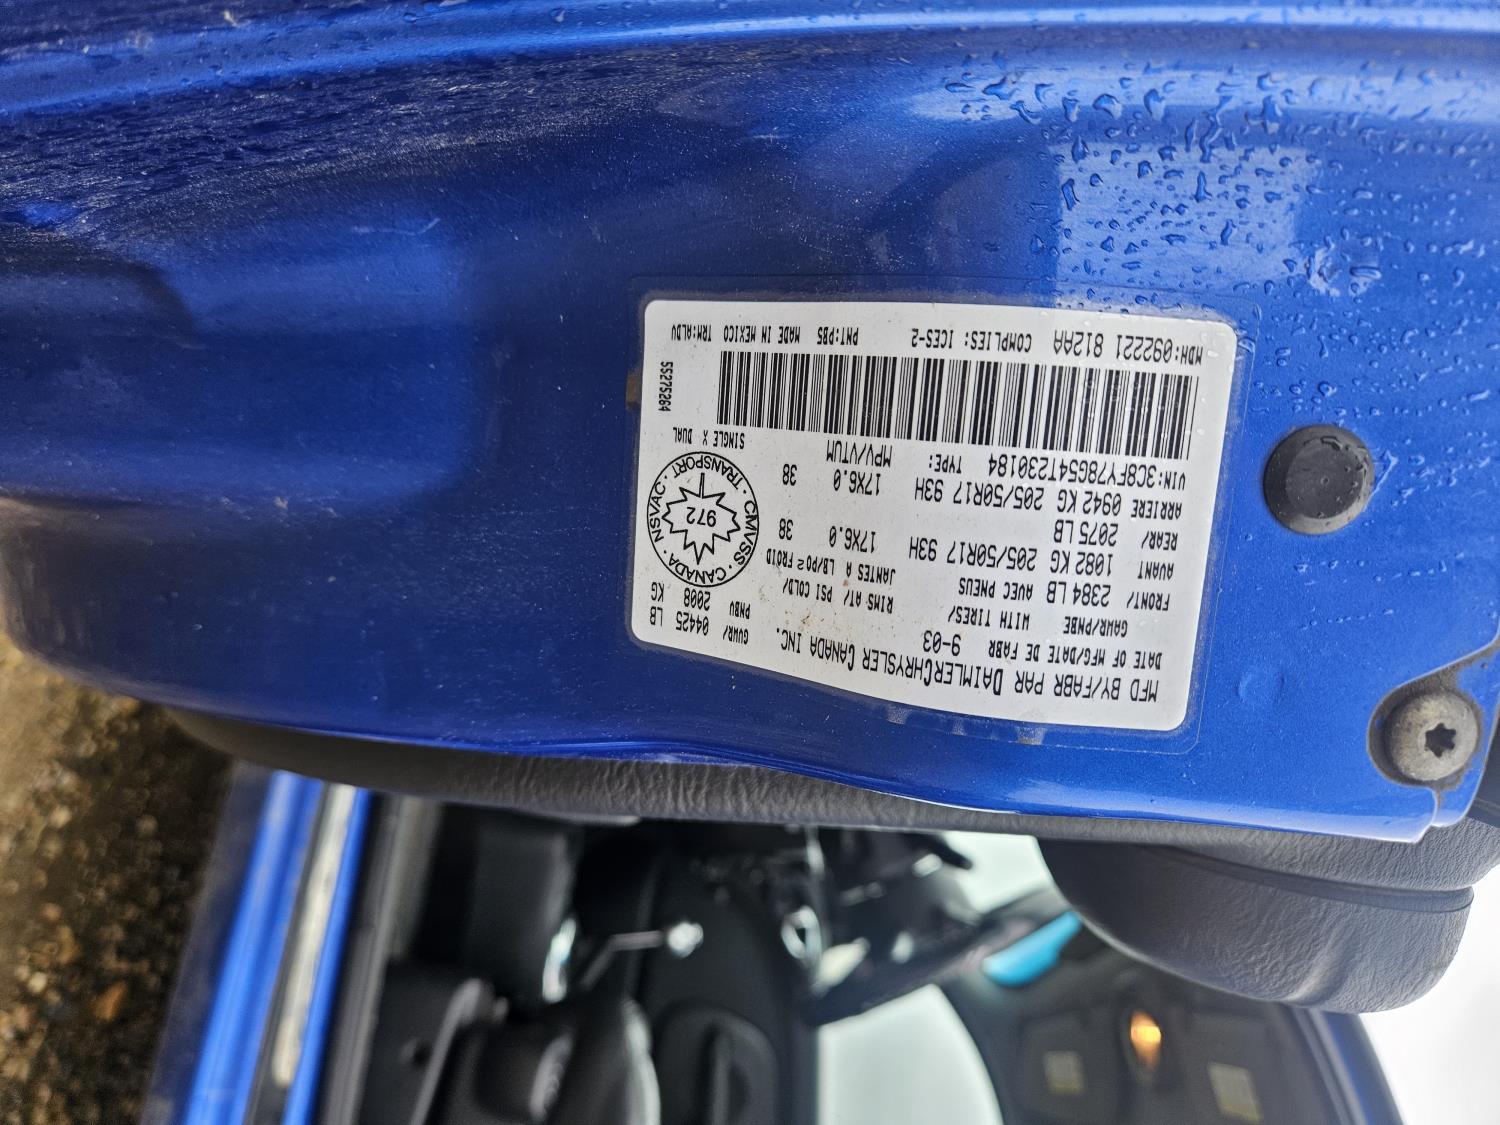 MFD BY/FABR PAR DAIMLERCHRYSLER CANADA INC.
DATE OF MFG/DATE DE FABR 9-03
GVWR/PNBV 04425 LB
2008 KG
GAWR/PNBE WITH TIRES/AVEC PNEUS RIMS AT/JANTES A PSI COLD/LB/PO² FROID
FRONT/AVANT 2384 LB
1082 KG 205/50R17 93H 17X6.0 38
REAR/ARRIERE 2075 LB
0942 KG 205/50R17 93H 17X6.0 38
VIN:3C8FY78G54T230184 TYPE: MPV/VTUM SINGLE X DUAL
MDH:092221 812AA COMPLIES: ICES-2 PNT:PB5 MADE IN MEXICO TRM:ALDV
55275264
CANADA · CMVSS · TRANSPORT · NSVAC ·
972